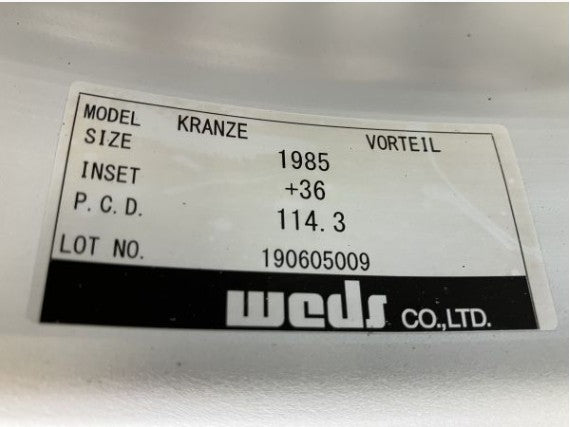 MODEL KRANZE VORTEIL
SIZE 1985
INSET +36
P.C.D. 114.3
LOT NO. 190605009
weds CO.,LTD.